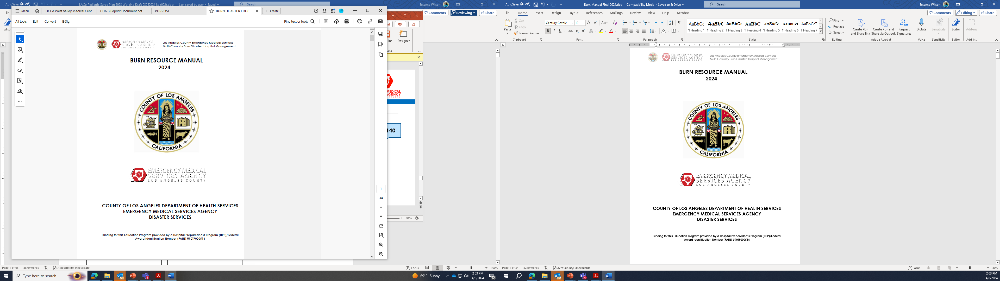 AutoSave Off LACo Pediatric Surge Plan 2023 Working Draft 03252024 kp (002).docx - Last saved by user • Saved Search Essence Wilson
AutoSave Off Burn Manual Final 2024.doc - Compatibility Mode • Saved to S: Drive Search Essence Wilson
Menu UCLA West Valley Medical Cent... CHA Blueprint Document.pdf PURPOSE: BURN DISASTER EDUC... Create
All tools Edit Convert E-Sign Find text or tools
File
Editor
Comments Reviewing Share
Designer
File Home Insert Design Layout References Mailings Review View Help Acrobat Comments Editing Share
Paste Cut Copy Format Painter
Clipboard
Century Gothic 12
Font
Paragraph
AaBbCc AaBbCc AaBbCc AaBbC AaBbCc AaBbCcI AaBbCcI
¶ Heading 1 ¶ Heading 2 ¶ Heading 3 ¶ Heading 4 ¶ Heading 5 ¶ Heading 6 ¶ Heading 7
Styles
Find
Replace
Select
Editing
Create PDF and Share link
Create PDF and Share via Outlook
Request Signatures
Adobe Acrobat
Dictate
Voice
Sensitivity
Sensitivity
Editor
Editor
Add-ins
Add-ins
EMERGENCY MEDICAL
SERVICES AGENCY
LOS ANGELES COUNTY
Los Angeles County Emergency Medical Services
Multi-Casualty Burn Disaster: Hospital Management
BURN RESOURCE MANUAL
2024
COUNTY OF LOS ANGELES
CALIFORNIA
EMERGENCY MEDICAL
SERVICES AGENCY
LOS ANGELES COUNTY
COUNTY OF LOS ANGELES DEPARTMENT OF HEALTH SERVICES
EMERGENCY MEDICAL SERVICES AGENCY
DISASTER SERVICES
Funding for this Education Program provided by a Hospital Preparedness Program (HPP)/Federal
Award Identification Number (FAIN) U90TP000516
1
34
MEDICAL
AGENCY
COUNTY
140
97%
EMERGENCY MEDICAL
SERVICES AGENCY
LOS ANGELES COUNTY
Los Angeles County Emergency Medical Services
Multi-Casualty Burn Disaster: Hospital Management
BURN RESOURCE MANUAL
2024
COUNTY OF LOS ANGELES
CALIFORNIA
EMERGENCY MEDICAL
SERVICES AGENCY
LOS ANGELES COUNTY
COUNTY OF LOS ANGELES DEPARTMENT OF HEALTH SERVICES
EMERGENCY MEDICAL SERVICES AGENCY
DISASTER SERVICES
Funding for this Education Program provided by a Hospital Preparedness Program (HPP)/Federal
Award Identification Number (FAIN) U90TP000516
Page 1 of 63 8870 words Accessibility: Investigate Focus 100%
Page 1 of 34 5240 words Accessibility: Unavailable Focus 80%
Type here to search 69°F Sunny 2:03 PM 4/8/2024 15
2:03 PM
4/8/2024